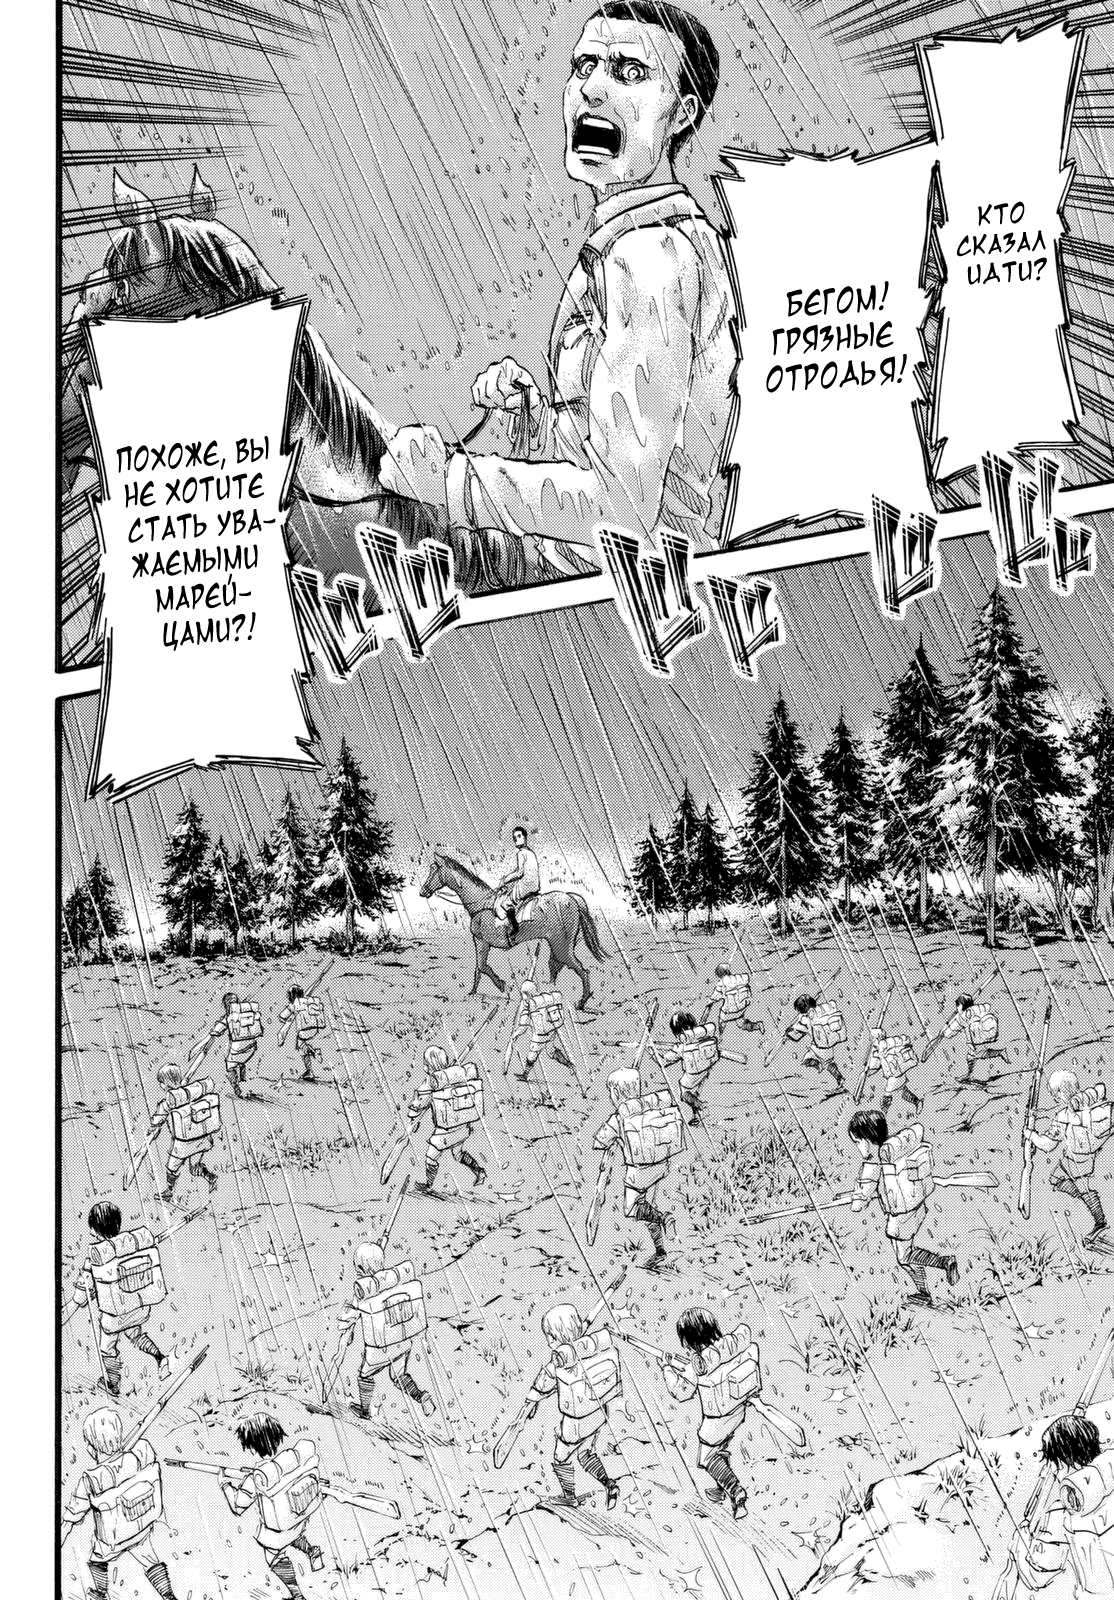 КТО
СКАЗАЛ
ИДТИ?
БЕГОМ!
ГРЯЗНЫЕ
ОТРОДЬЯ!
ПОХОЖЕ, ВЫ
НЕ ХОТИТЕ
СТАТЬ УВА-
ЖАЕМЫМИ
МАРЕЙ-
ЦАМИ?!